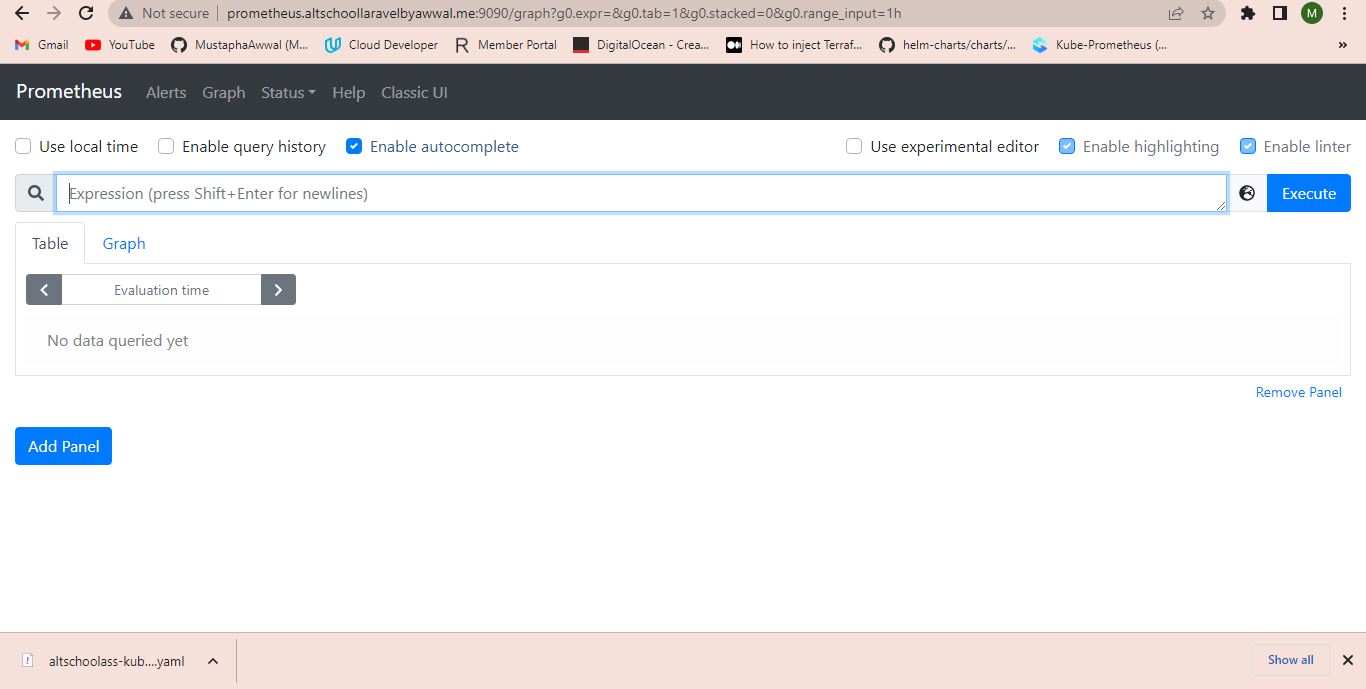 Not secure prometheus.altschoollaravelbyawwal.me:9090/graph?g0.expr=&g0.tab=1&g0.stacked=0&g0.range_input=1h M
Gmail YouTube MustaphaAwwal (M... Cloud Developer Member Portal DigitalOcean - Crea... How to inject Terraf... helm-charts/charts/... Kube-Prometheus (... »
Prometheus Alerts Graph Status Help Classic UI
Use local time Enable query history Enable autocomplete Use experimental editor Enable highlighting Enable linter
Expression (press Shift+Enter for newlines) Execute
Table Graph
Evaluation time
No data queried yet
Remove Panel
Add Panel
altschoolass-kub....yaml Show all